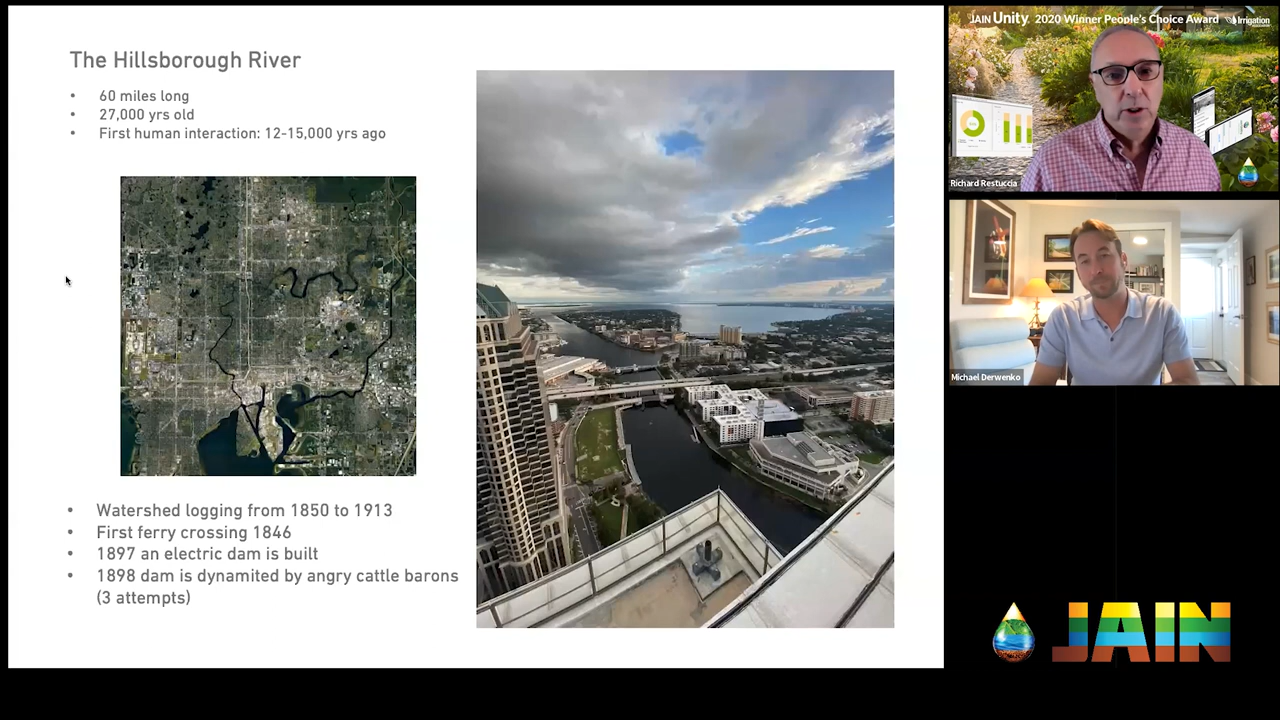 The Hillsborough River
• 60 miles long
• 27,000 yrs old
• First human interaction: 12-15,000 yrs ago
• Watershed logging from 1850 to 1913
• First ferry crossing 1846
• 1897 an electric dam is built
• 1898 dam is dynamited by angry cattle barons
(3 attempts)
JAIN Unity. 2020 Winner People's Choice Award Irrigation
Richard Restuccia
Michael Derwenko
JAIN